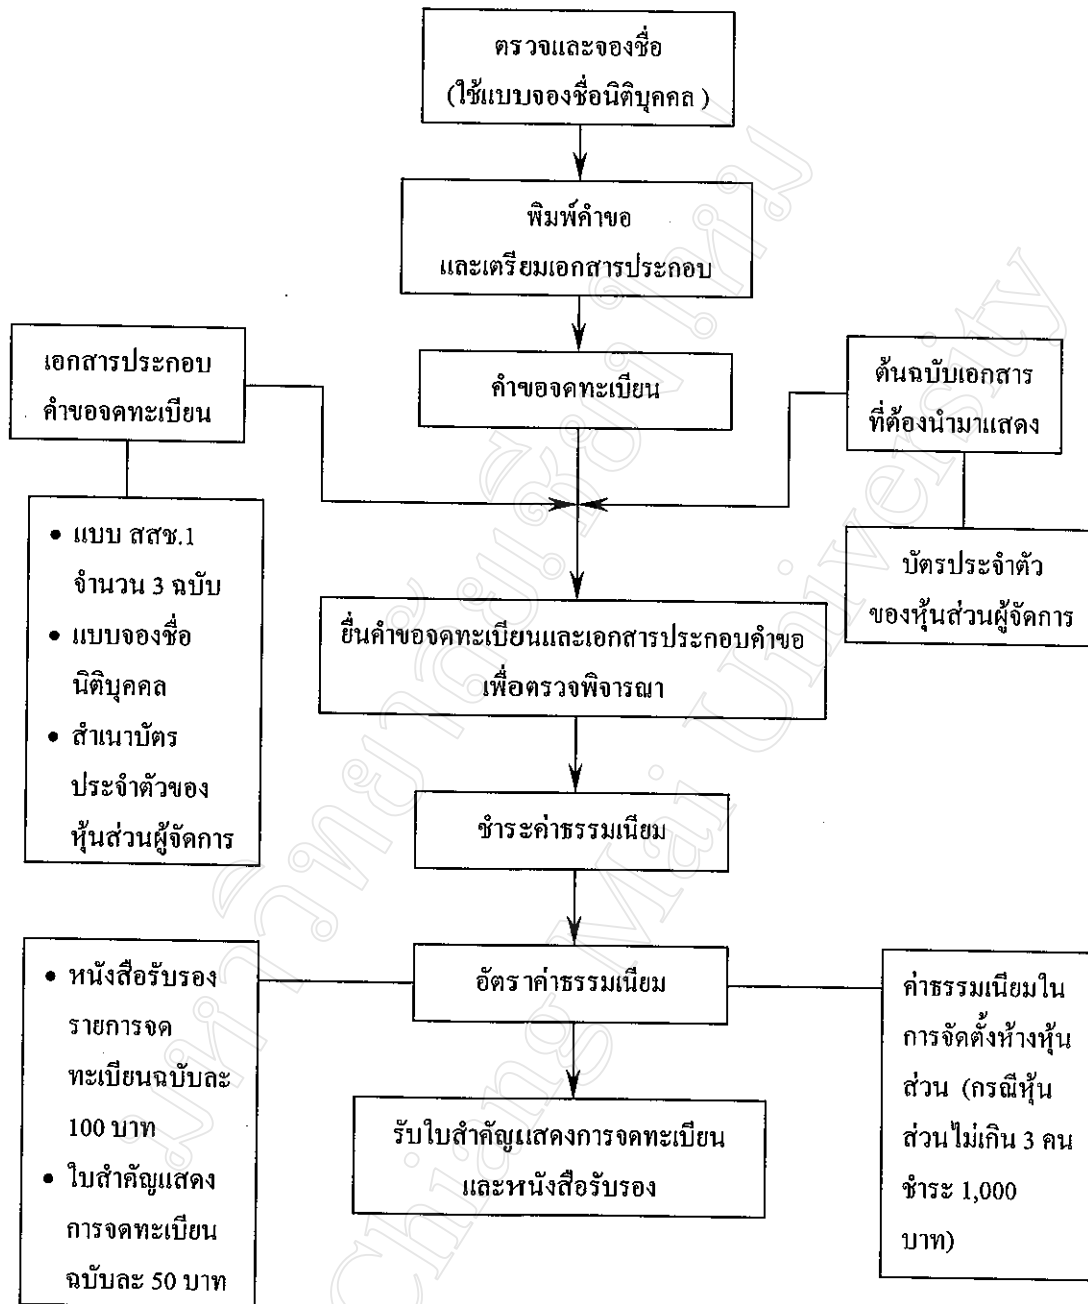 ตรวจและจองชื่อ
(ใช้แบบจองชื่อนิติบุคคล )
พิมพ์คำขอ
และเตรียมเอกสารประกอบ
เอกสารประกอบ
คำขอจดทะเบียน
คำขอจดทะเบียน
ต้นฉบับเอกสาร
ที่ต้องนำมาแสดง
• แบบ สสช.1
จำนวน 3 ฉบับ
• แบบจองชื่อ
นิติบุคคล
• สำเนาบัตร
ประจำตัวของ
หุ้นส่วนผู้จัดการ
บัตรประจำตัว
ของหุ้นส่วนผู้จัดการ
ยื่นคำขอจดทะเบียนและเอกสารประกอบคำขอ
เพื่อตรวจพิจารณา
ชำระค่าธรรมเนียม
อัตราค่าธรรมเนียม
• หนังสือรับรอง
รายการจด
ทะเบียนฉบับละ
100 บาท
• ใบสำคัญแสดง
การจดทะเบียน
ฉบับละ 50 บาท
ค่าธรรมเนียมใน
การจัดตั้งห้างหุ้น
ส่วน (กรณีหุ้น
ส่วนไม่เกิน 3 คน
ชำระ 1,000
บาท)
รับใบสำคัญแสดงการจดทะเบียน
และหนังสือรับรอง
มหาวิทยาลัยเชียงใหม่
Chiang Mai University